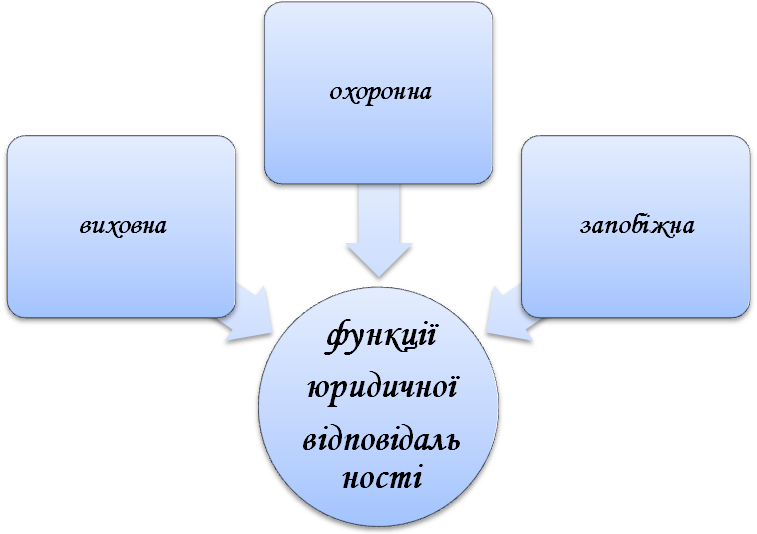 охоронна
виховна
запобіжна
функції
юридичної
відповідаль
ності